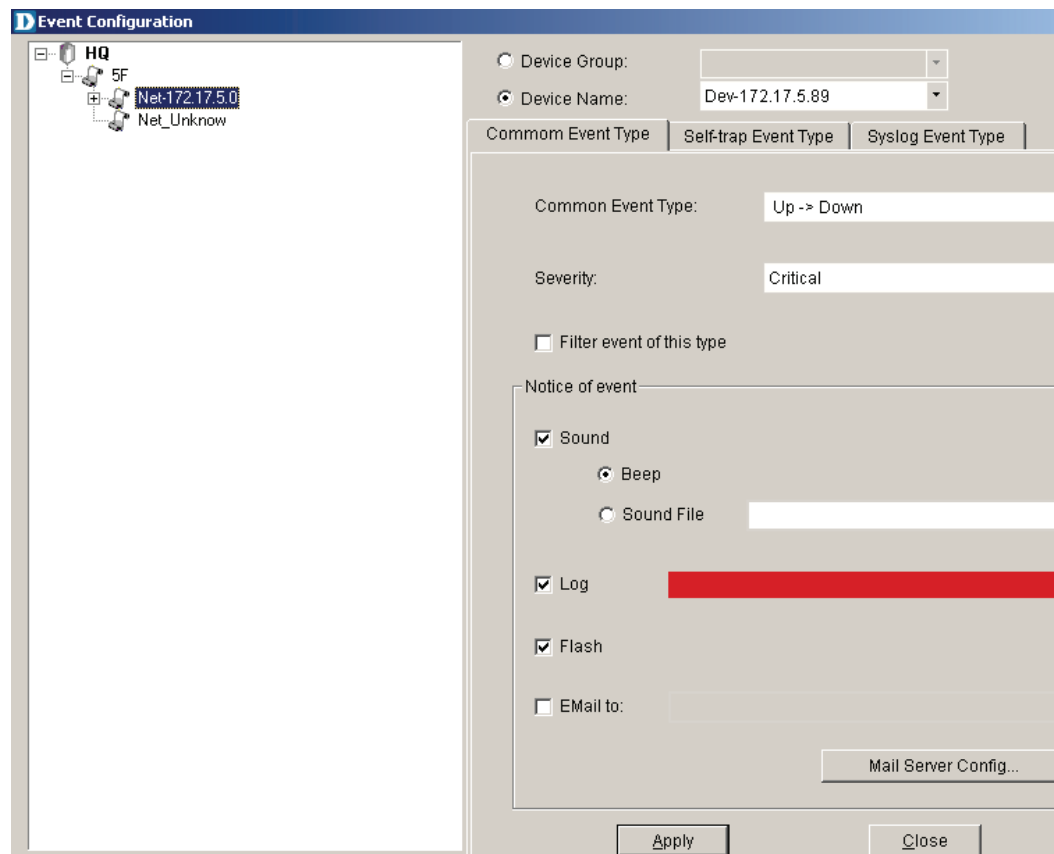 Event Configuration
HQ
5F
Net-172.17.5.0
Net_Unknow
Device Group:
Device Name: Dev-172.17.5.89
Commom Event Type Self-trap Event Type Syslog Event Type
Common Event Type: Up -> Down
Severity: Critical
Filter event of this type
Notice of event
Sound
Beep
Sound File
Log
Flash
EMail to:
Mail Server Config...
Apply Close